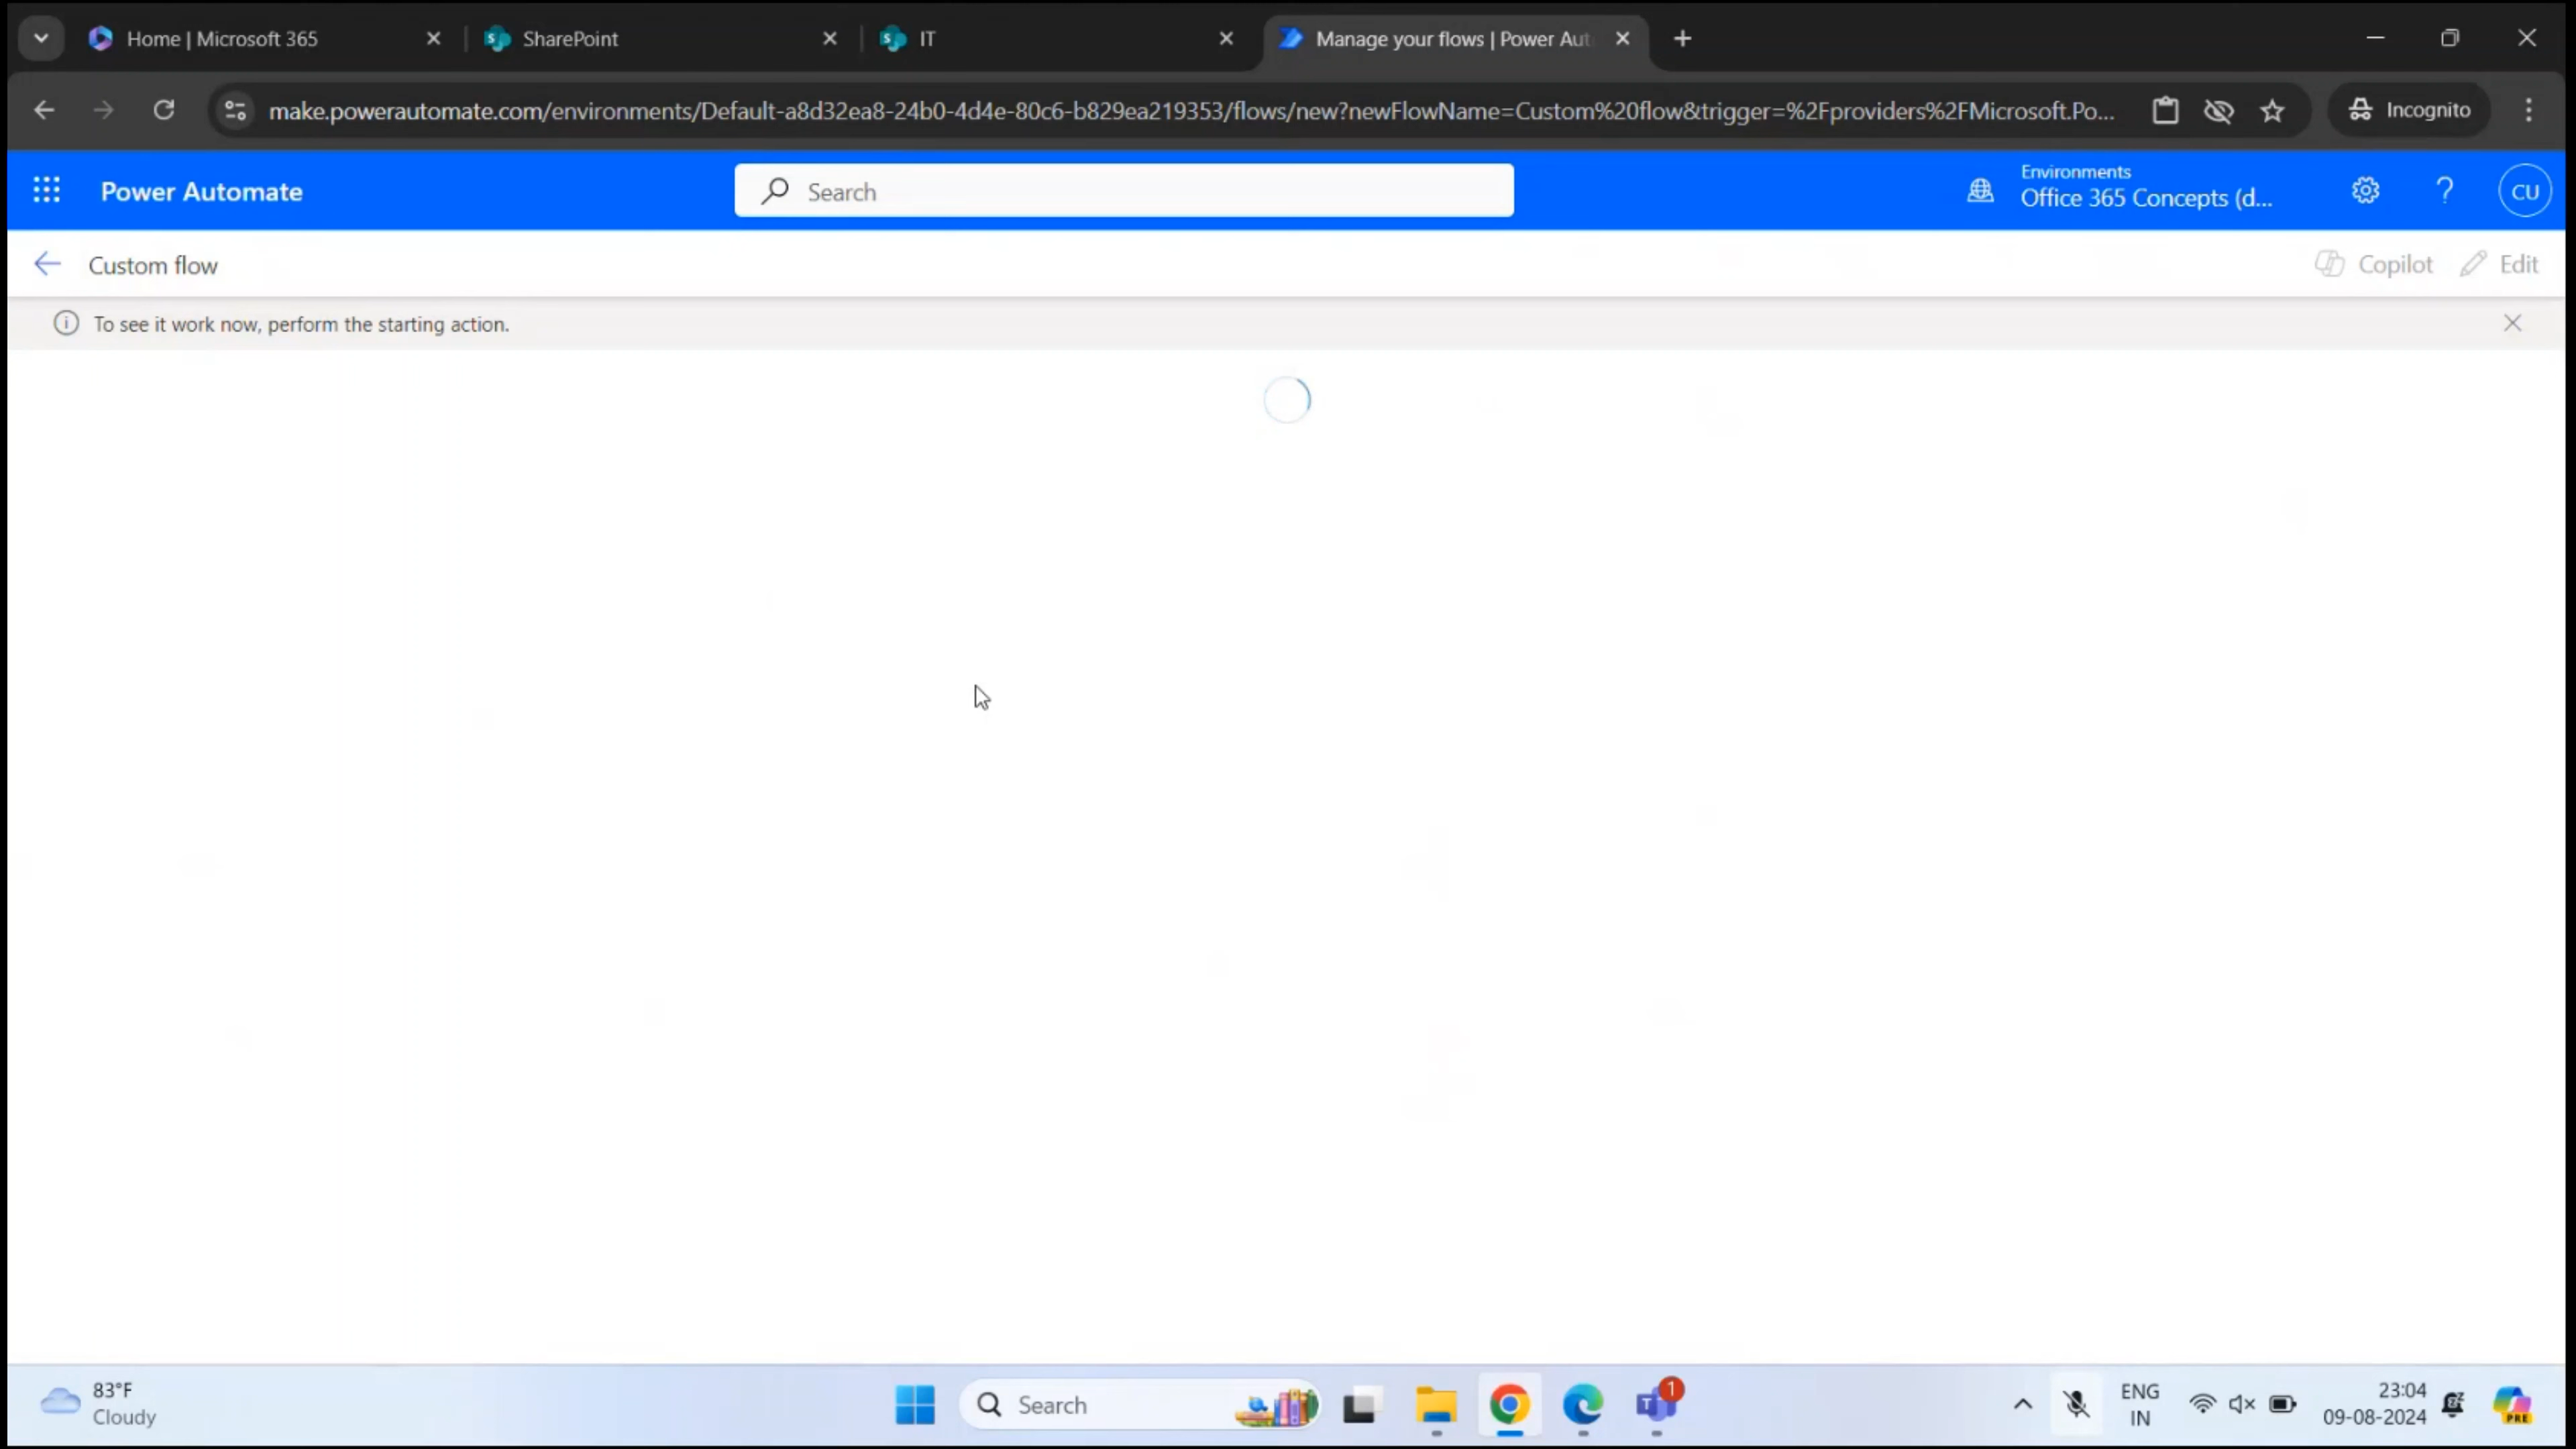 Home | Microsoft 365
SharePoint
IT
Manage your flows | Power Aut
make.powerautomate.com/environments/Default-a8d32ea8-24b0-4d4e-80c6-b829ea219353/flows/new?newFlowName=Custom%20flow&trigger=%2Fproviders%2FMicrosoft.Po...
Incognito
Power Automate
Search
Environments
Office 365 Concepts (d...
CU
Custom flow
Copilot
Edit
To see it work now, perform the starting action.
83°F
Cloudy
Search
1
ENG
IN
23:04
09-08-2024
PRE